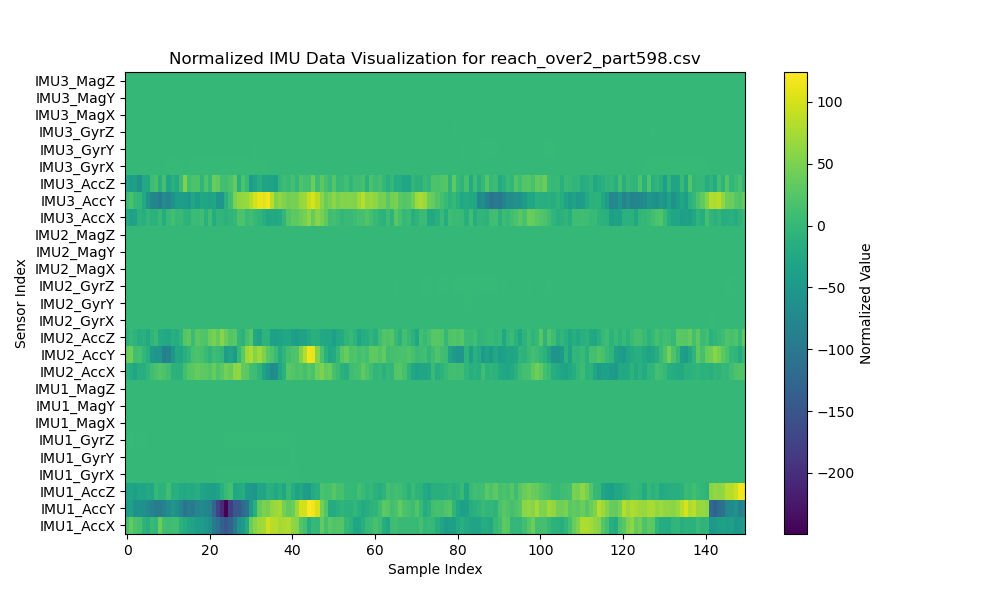 Normalized IMU Data Visualization for reach_over2_part598.csv
IMU3_MagZ
IMU3_MagY
IMU3_MagX
IMU3_GyrZ
IMU3_GyrY
IMU3_GyrX
IMU3_AccZ
IMU3_AccY
IMU3_AccX
IMU2_MagZ
IMU2_MagY
IMU2_MagX
IMU2_GyrZ
IMU2_GyrY
IMU2_GyrX
IMU2_AccZ
IMU2_AccY
IMU2_AccX
IMU1_MagZ
IMU1_MagY
IMU1_MagX
IMU1_GyrZ
IMU1_GyrY
IMU1_GyrX
IMU1_AccZ
IMU1_AccY
IMU1_AccX
Sensor Index
0 20 40 60 80 100 120 140
Sample Index
100
50
0
−50
−100
−150
−200
Normalized Value